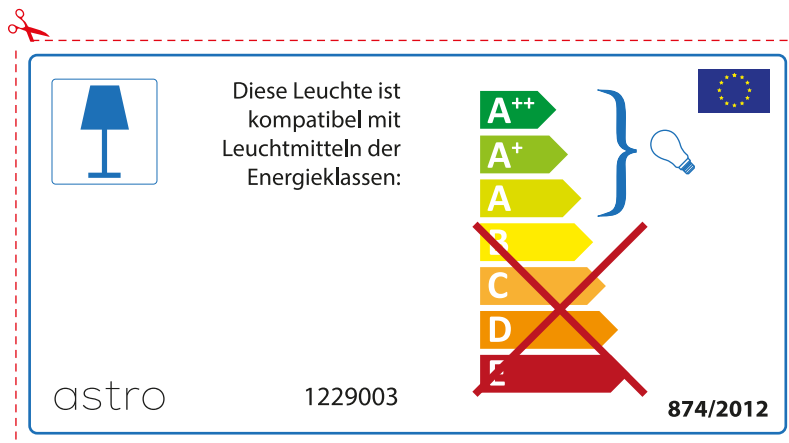 Diese Leuchte ist
kompatibel mit
Leuchtmitteln der
Energieklassen:
A++
A+
A
B
C
D
E
astro
1229003
874/2012